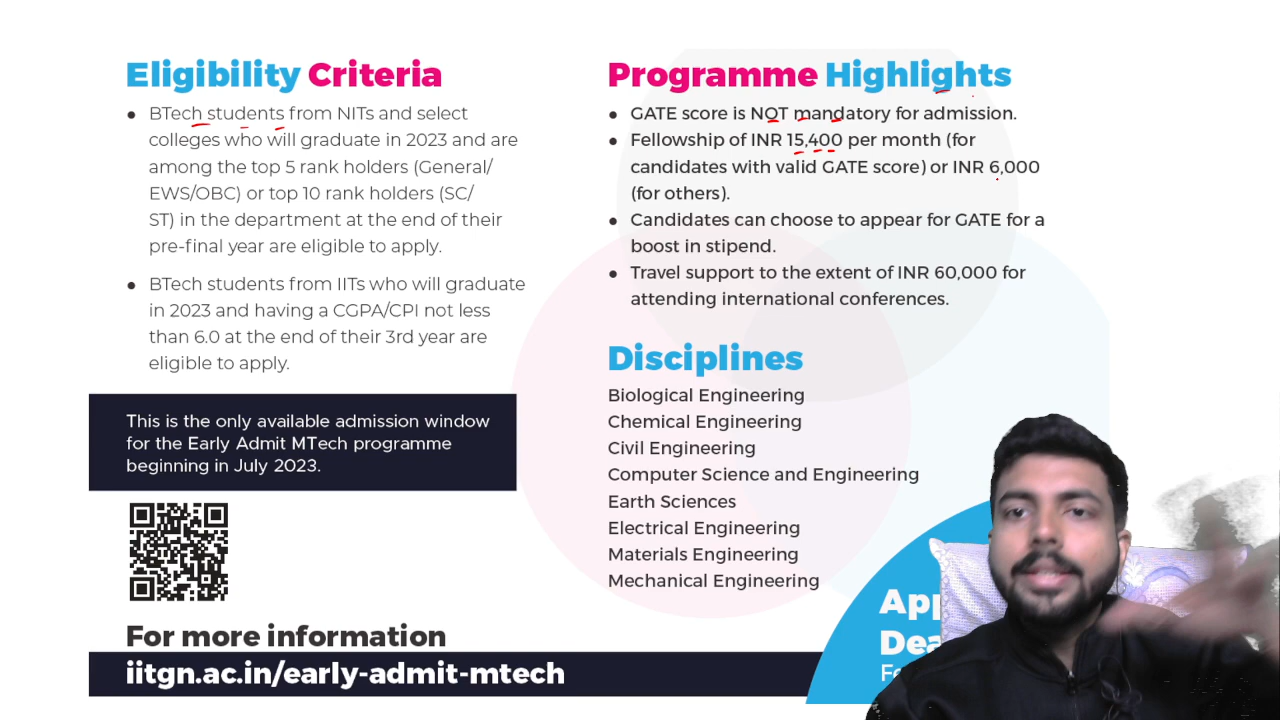 Eligibility Criteria
• BTech students from NITs and select
colleges who will graduate in 2023 and are
among the top 5 rank holders (General/
EWS/OBC) or top 10 rank holders (SC/
ST) in the department at the end of their
pre-final year are eligible to apply.
• BTech students from IITs who will graduate
in 2023 and having a CGPA/CPI not less
than 6.0 at the end of their 3rd year are
eligible to apply.
This is the only available admission window
for the Early Admit MTech programme
beginning in July 2023.
For more information
iitgn.ac.in/early-admit-mtech
Programme Highlights
• GATE score is NOT mandatory for admission.
• Fellowship of INR 15,400 per month (for
candidates with valid GATE score) or INR 6,000
(for others).
• Candidates can choose to appear for GATE for a
boost in stipend.
• Travel support to the extent of INR 60,000 for
attending international conferences.
Disciplines
Biological Engineering
Chemical Engineering
Civil Engineering
Computer Science and Engineering
Earth Sciences
Electrical Engineering
Materials Engineering
Mechanical Engineering